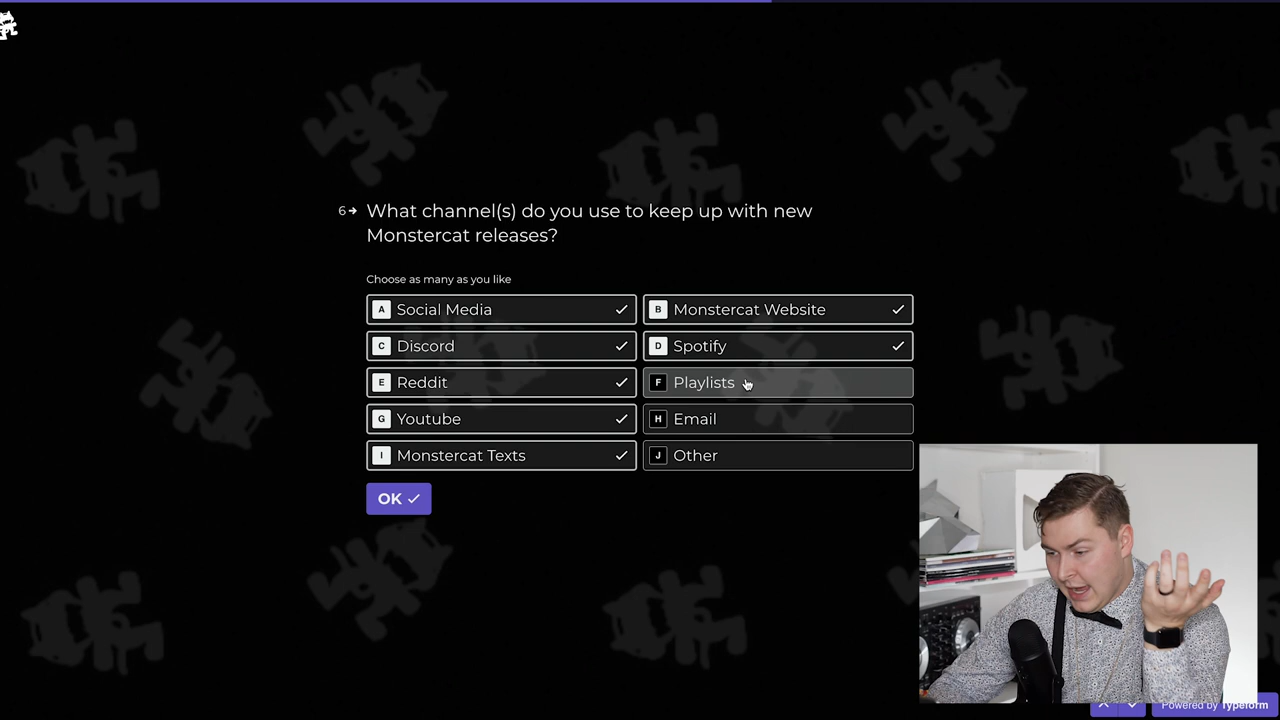 6 What channel(s) do you use to keep up with new
Monstercat releases?
Choose as many as you like
A Social Media
B Monstercat Website
C Discord
D Spotify
E Reddit
F Playlists
G Youtube
H Email
I Monstercat Texts
J Other
OK
Powered by Typeform